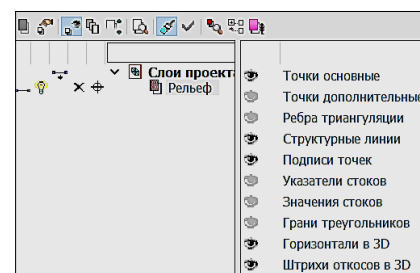 Слои проекта
Рельеф
Точки основные
Точки дополнительные
Ребра триангуляции
Структурные линии
Подписи точек
Указатели стоков
Значения стоков
Грани треугольников
Горизонтали в 3D
Штрихи откосов в 3D